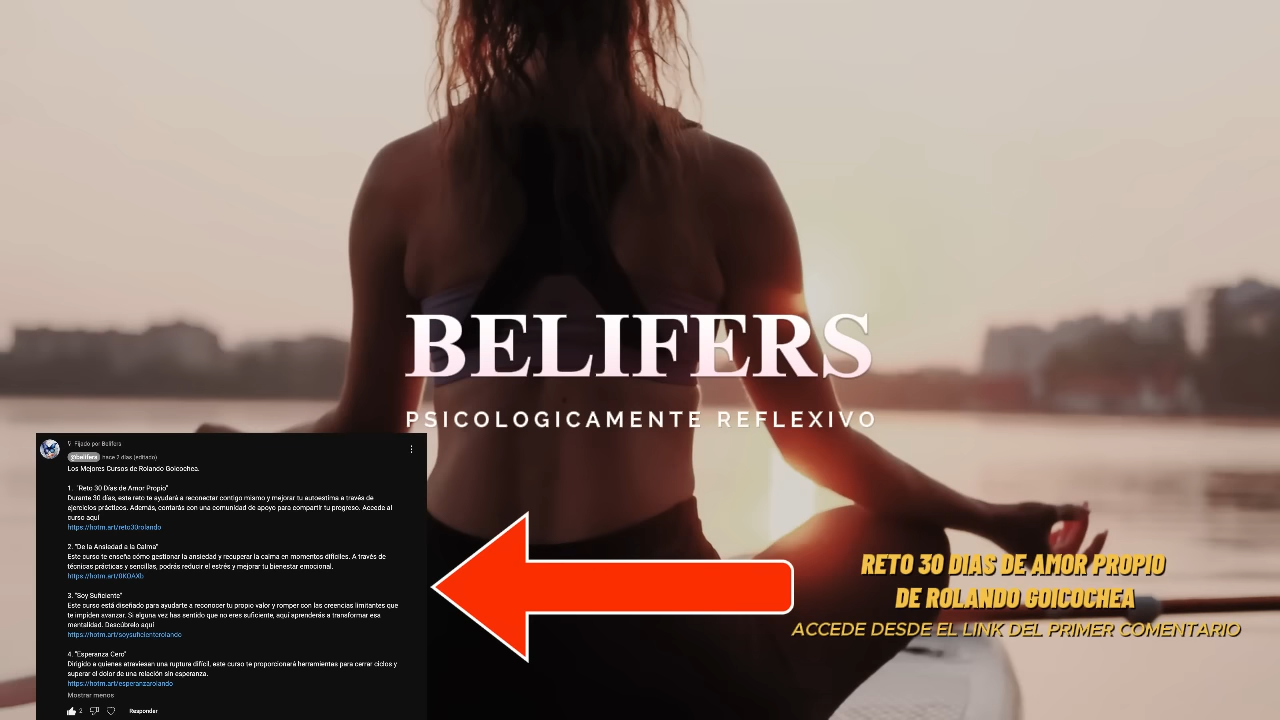 BELIFERS
PSICOLOGICAMENTE REFLEXIVO
Fijado por Belifers
@belifers hace 2 días (editado)
Los Mejores Cursos de Rolando Goicochea.
1. "Reto 30 Días de Amor Propio"
Durante 30 días, este reto te ayudará a reconectar contigo mismo y mejorar tu autoestima a través de
ejercicios prácticos. Además, contarás con una comunidad de apoyo para compartir tu progreso. Accede al
curso aquí
https://hotm.art/reto30rolando
2. "De la Ansiedad a la Calma"
Este curso te enseña cómo gestionar la ansiedad y recuperar la calma en momentos difíciles. A través de
técnicas prácticas y sencillas, podrás reducir el estrés y mejorar tu bienestar emocional.
https://hotm.art/0KOAXb
3. "Soy Suficiente"
Este curso está diseñado para ayudarte a reconocer tu propio valor y romper con las creencias limitantes que
te impiden avanzar. Si alguna vez has sentido que no eres suficiente, aquí aprenderás a transformar esa
mentalidad. Descúbrelo aquí
https://hotm.art/soysuficienterolando
4. "Esperanza Cero"
Dirigido a quienes atraviesan una ruptura difícil, este curso te proporcionará herramientas para cerrar ciclos y
superar el dolor de una relación sin esperanza.
https://hotm.art/esperanzarolando
Mostrar menos
2 Responder
RETO 30 DIAS DE AMOR PROPIO
DE ROLANDO GOICOCHEA
ACCEDE DESDE EL LINK DEL PRIMER COMENTARIO